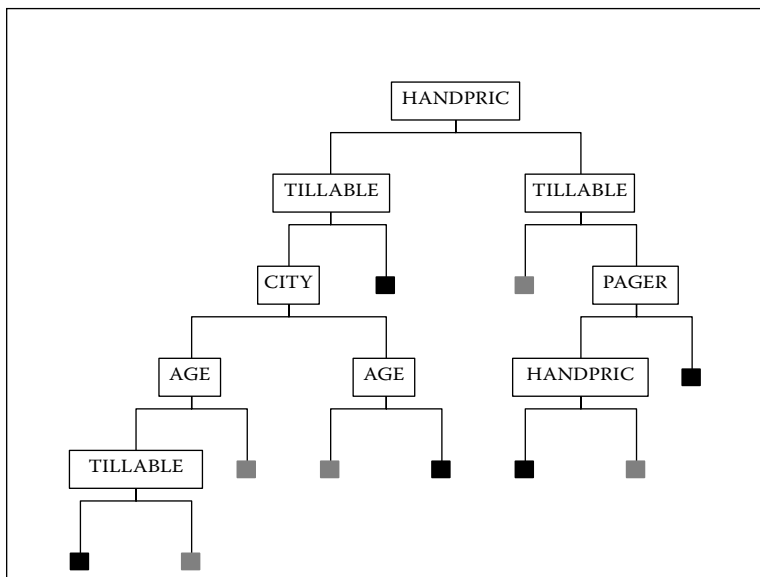 HANDPRIC
TILLABLE TILLABLE
CITY PAGER
AGE AGE HANDPRIC
TILLABLE